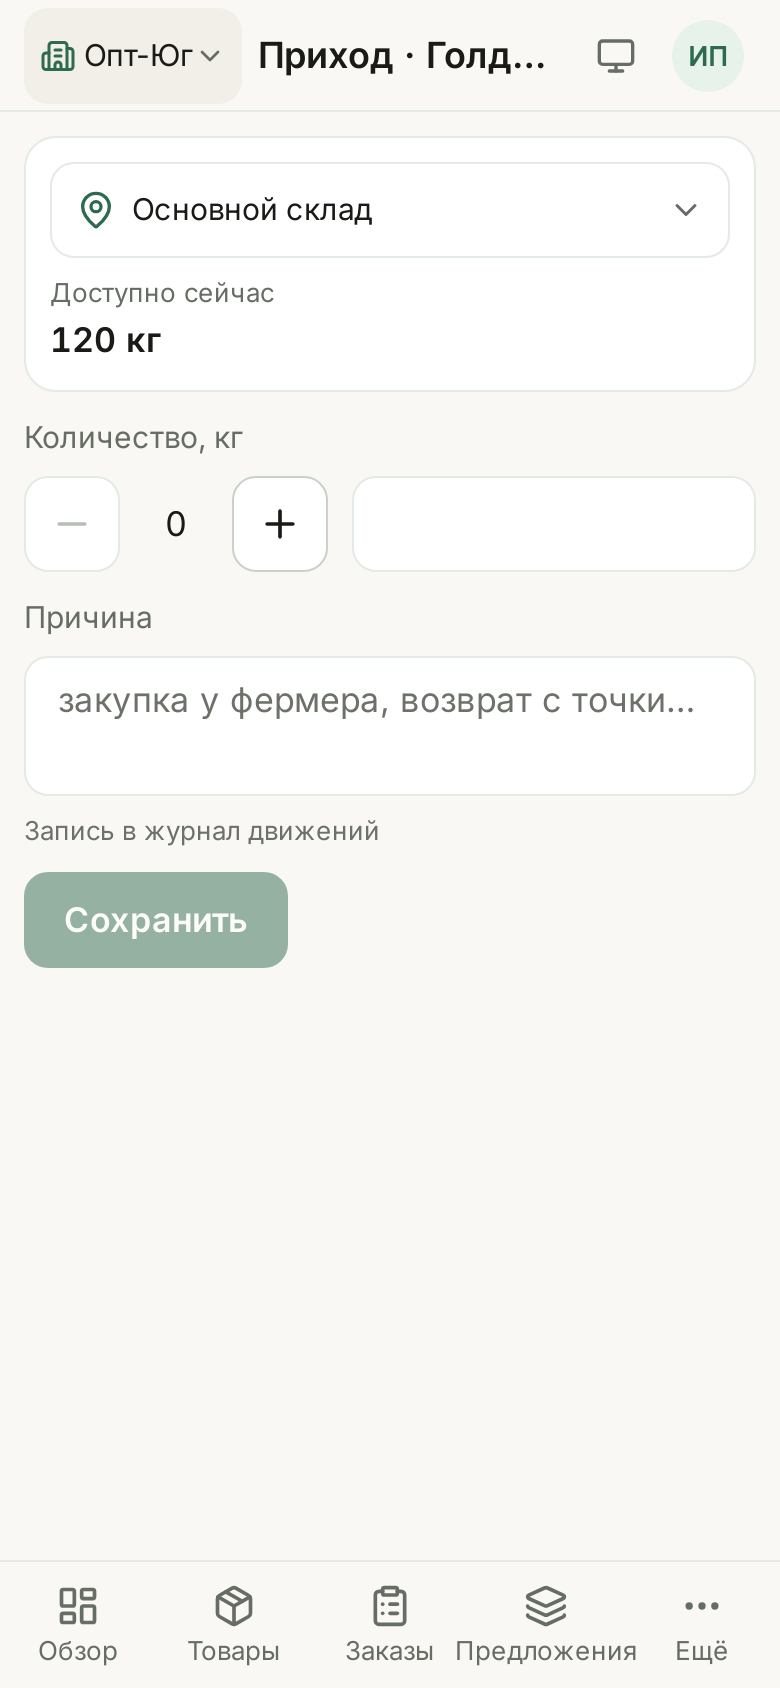 Опт-Юг
Приход · Голд...
ИП
Основной склад
Доступно сейчас
120 кг
Количество, кг
0
Причина
закупка у фермера, возврат с точки...
Запись в журнал движений
Сохранить
Обзор
Товары
Заказы
Предложения
Ещё